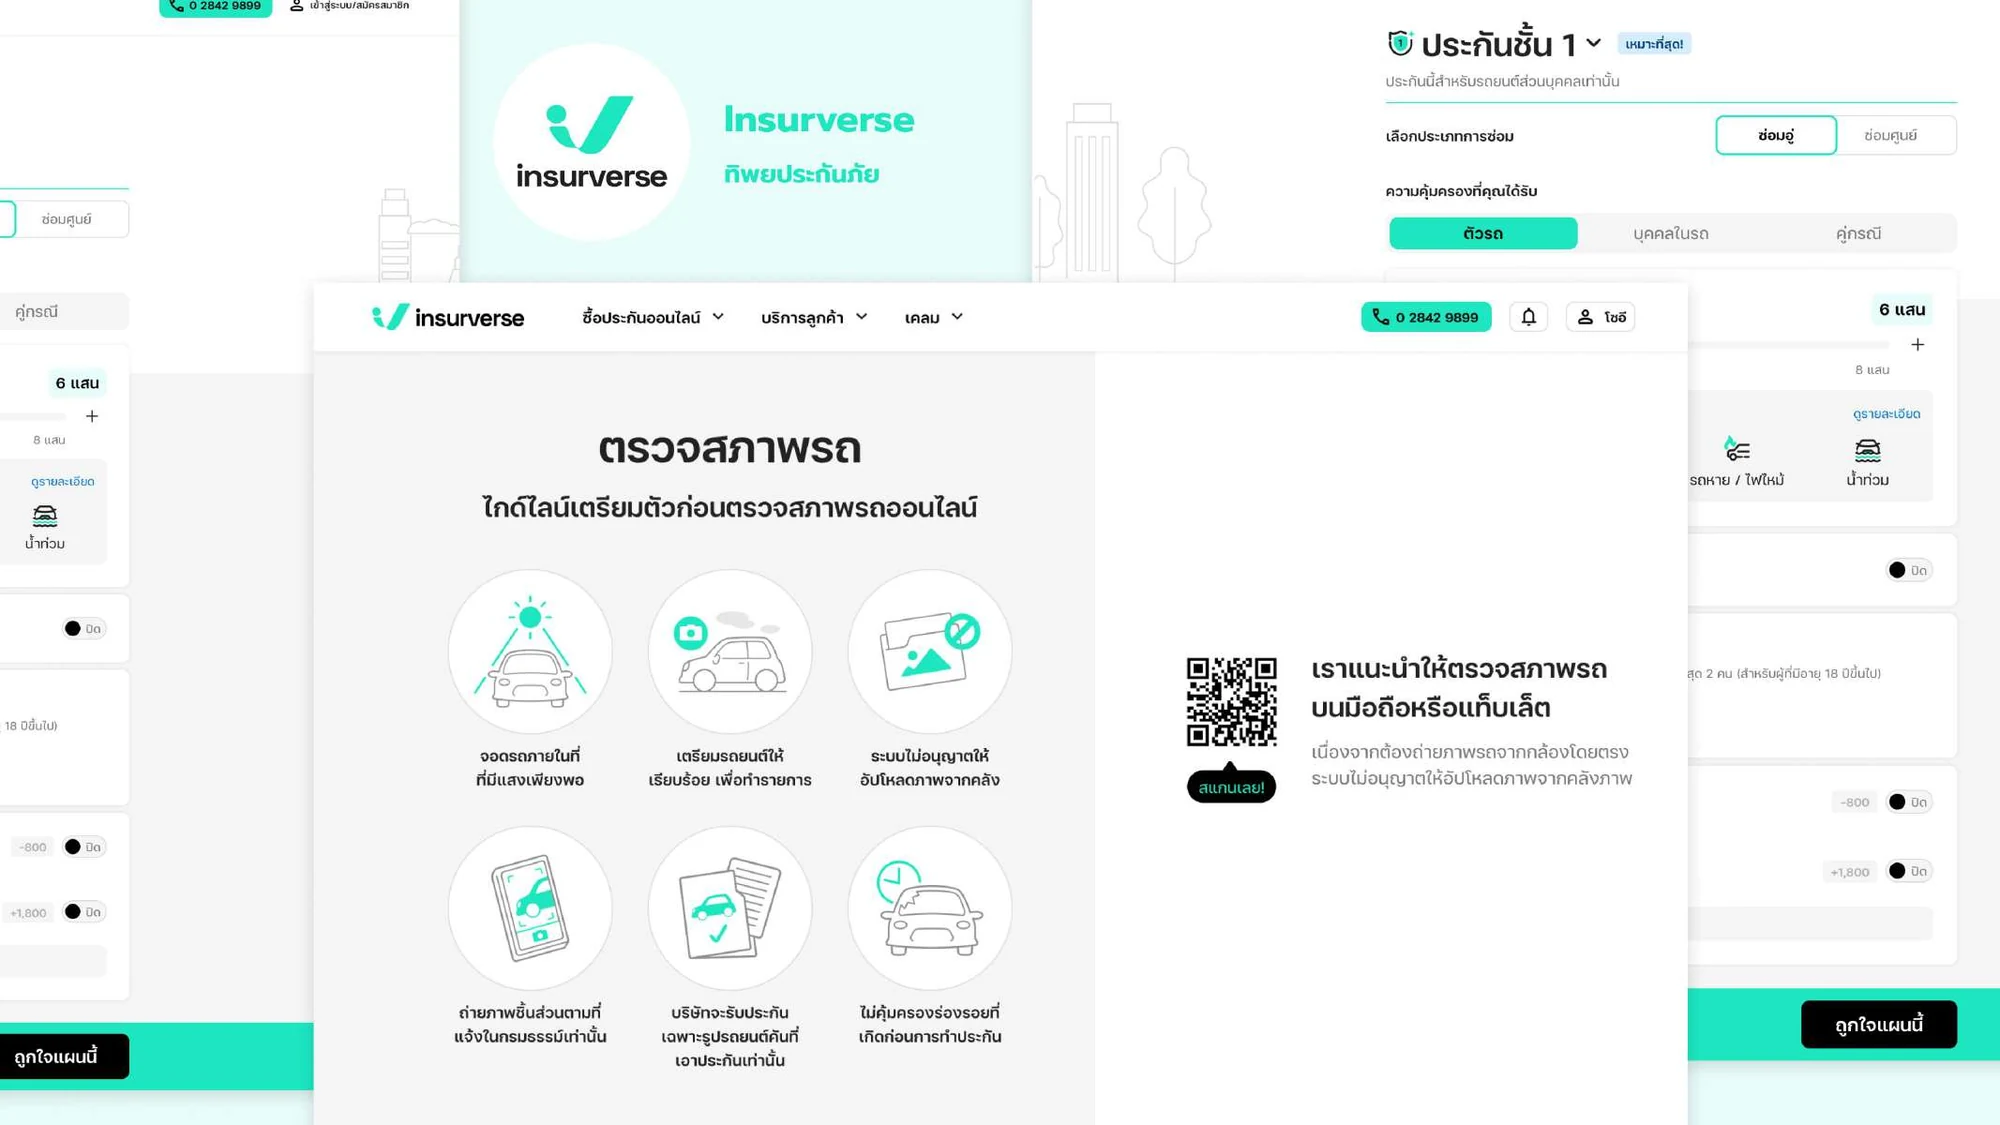 0 2842 9899
เข้าสู่ระบบ/สมัครสมาชิก
insurverse
Insurverse
ทิพยประกันภัย
ประกันชั้น 1
เหมาะที่สุด!
ประกันนี้สำหรับรถยนต์ส่วนบุคคลเท่านั้น
เลือกประเภทการซ่อม
ซ่อมอู่
ซ่อมศูนย์
ความคุ้มครองที่คุณได้รับ
ตัวรถ
บุคคลในรถ
คู่กรณี
6 แสน
8 แสน
ดูรายละเอียด
รถหาย / ไฟไหม้
น้ำท่วม
ปิด
สุด 2 คน (สำหรับผู้ที่มีอายุ 18 ปีขึ้นไป)
-800
ปิด
+1,800
ปิด
ถูกใจแผนนี้
ซ่อมศูนย์
คู่กรณี
6 แสน
8 แสน
ดูรายละเอียด
น้ำท่วม
ปิด
18 ปีขึ้นไป)
-800
ปิด
+1,800
ปิด
ถูกใจแผนนี้
insurverse
ซื้อประกันออนไลน์
บริการลูกค้า
เคลม
0 2842 9899
โซอี
ตรวจสภาพรถ
ไกด์ไลน์เตรียมตัวก่อนตรวจสภาพรถออนไลน์
จอดรถภายในที่
ที่มีแสงเพียงพอ
เตรียมรถยนต์ให้
เรียบร้อย เพื่อทำรายการ
ระบบไม่อนุญาตให้
อัปโหลดภาพจากคลัง
ถ่ายภาพชิ้นส่วนตามที่
แจ้งในกรมธรรม์เท่านั้น
บริษัทจะรับประกัน
เฉพาะรูปรถยนต์คันที่
เอาประกันเท่านั้น
ไม่คุ้มครองร่องรอยที่
เกิดก่อนการทำประกัน
เราแนะนำให้ตรวจสภาพรถ
บนมือถือหรือแท็บเล็ต
เนื่องจากต้องถ่ายภาพรถจากกล้องโดยตรง
ระบบไม่อนุญาตให้อัปโหลดภาพจากคลังภาพ
สแกนเลย!